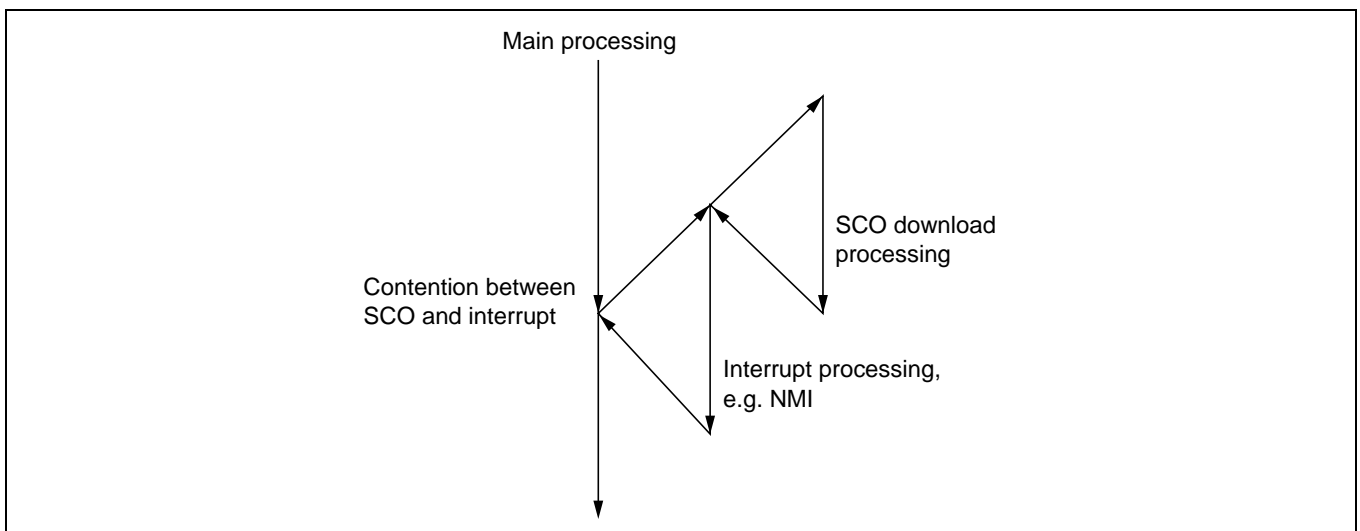 Main processing
SCO download
processing
Contention between
SCO and interrupt
Interrupt processing,
e.g. NMI